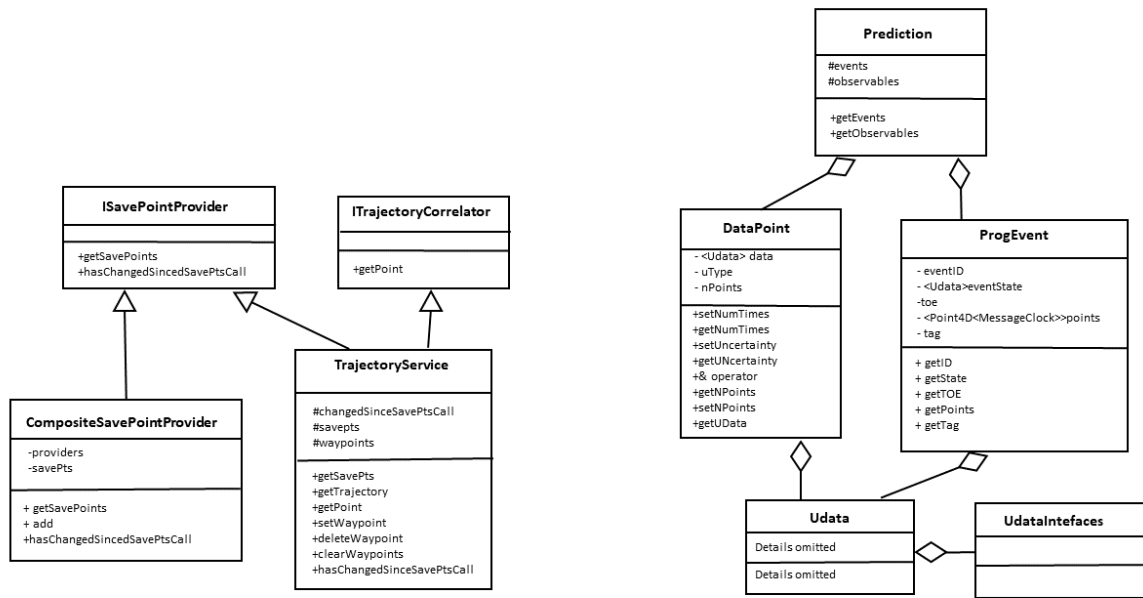 Prediction
#events
#observables
+getEvents
+getObservables
ISavePointProvider
+getSavePoints
+hasChangedSincedSavePtsCall
ITrajectoryCorrelator
+getPoint
DataPoint
- <Udata> data
- uType
- nPoints
+setNumTimes
+getNumTimes
+setUncertainty
+getUNcertainty
+& operator
+getNPoints
+setNPoints
+getUData
ProgEvent
- eventID
- <Udata>eventState
-toe
- <Point4D<MessageClock>>points
- tag
+ getID
+ getState
+ getTOE
+ getPoints
+ getTag
TrajectoryService
#changedSinceSavePtsCall
#savepts
#waypoints
+getSavePts
+getTrajectory
+getPoint
+setWaypoint
+deleteWaypoint
+clearWaypoints
+hasChangedSinceSavePtsCall
CompositeSavePointProvider
-providers
-savePts
+ getSavePoints
+ add
+hasChangedSincedSavePtsCall
Udata
Details omitted
Details omitted
UdataIntefaces